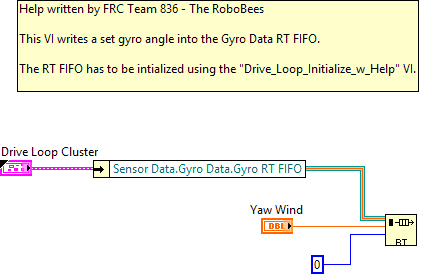 Help written by FRC Team 836 - The RoboBees
This VI writes a set gyro angle into the Gyro Data RT FIFO.
The RT FIFO has to be intialized using the "Drive_Loop_Initialize_w_Help" VI.
Drive Loop Cluster
Sensor Data.Gyro Data.Gyro RT FIFO
Yaw Wind
DBL
RT
0